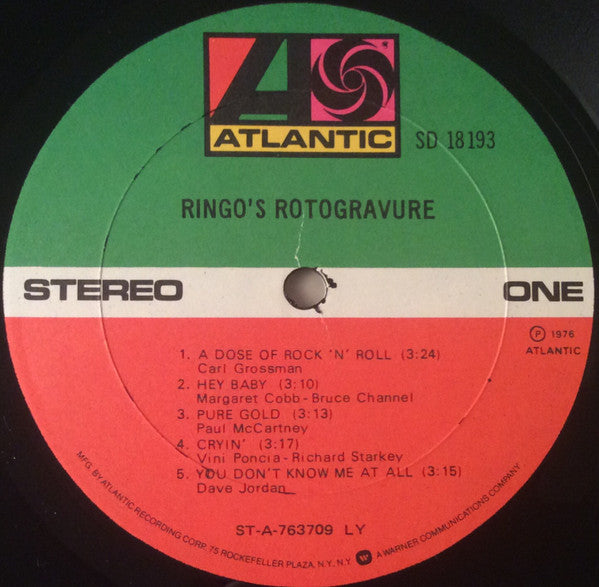 ATLANTIC
SD 18193
RINGO'S ROTOGRAVURE
STEREO
ONE
Ⓟ 1976
ATLANTIC
1. A DOSE OF ROCK 'N' ROLL (3:24)
Carl Grossman
2. HEY BABY (3:10)
Margaret Cobb-Bruce Channel
3. PURE GOLD (3:13)
Paul McCartney
4. CRYIN' (3:17)
Vini Poncia-Richard Starkey
5. YOU DON'T KNOW ME AT ALL (3:15)
Dave Jordan
ST-A-763709 LY
MFG. BY ATLANTIC RECORDING CORP. 75 ROCKEFELLER PLAZA, N.Y. N.Y. W A WARNER COMMUNICATIONS COMPANY